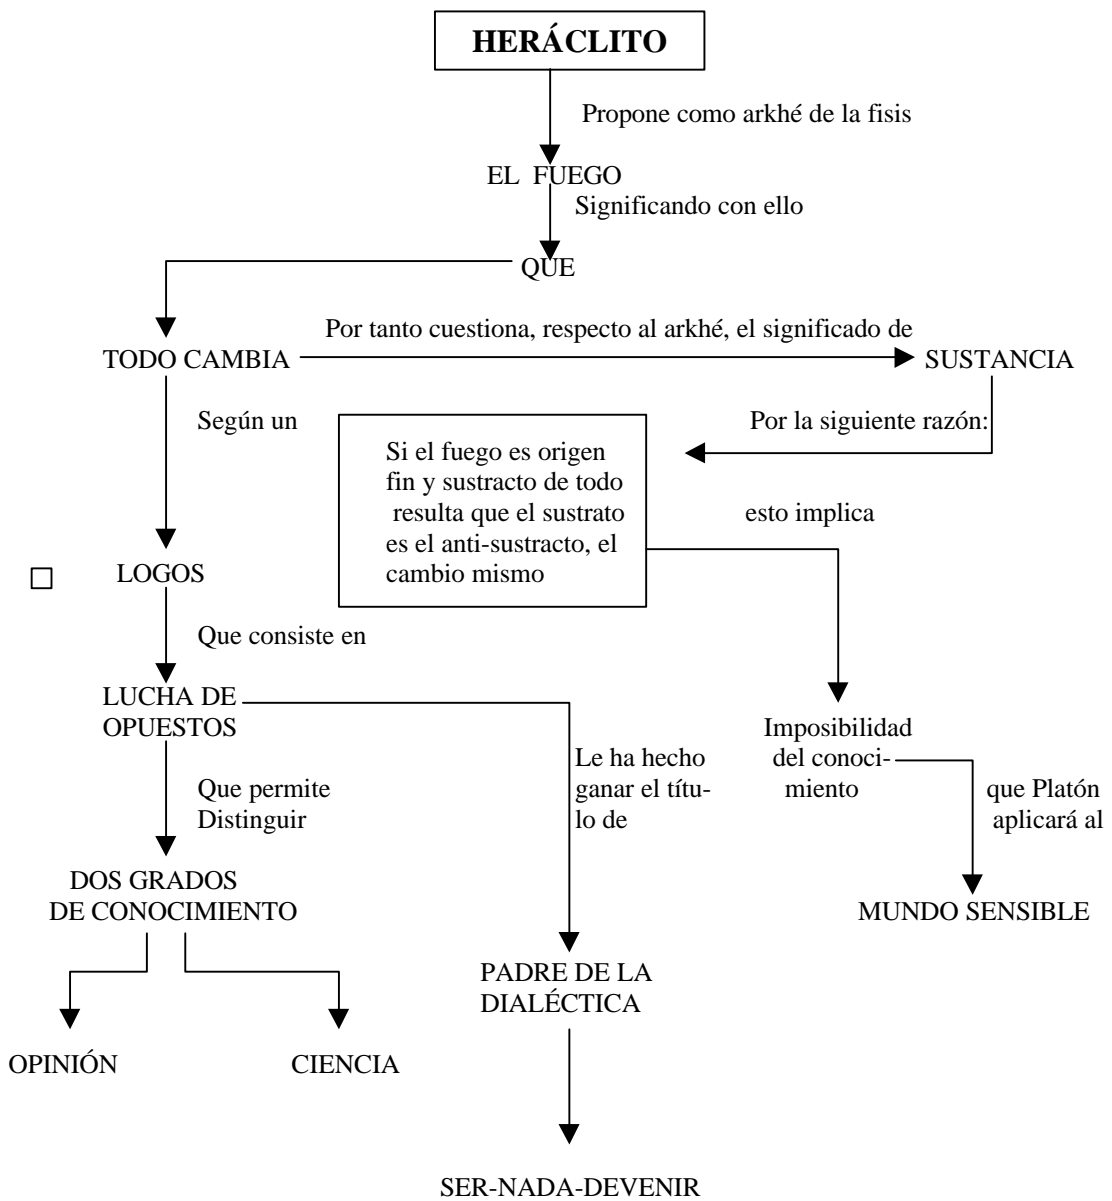 HERÁCLITO
Propone como arkhé de la fisis
EL FUEGO
Significando con ello
QUE
Por tanto cuestiona, respecto al arkhé, el significado de
TODO CAMBIA
SUSTANCIA
Según un
Por la siguiente razón:
Si el fuego es origen
fin y sustracto de todo
resulta que el sustrato
es el anti-sustracto, el
cambio mismo
esto implica
LOGOS
Que consiste en
LUCHA DE
OPUESTOS
Imposibilidad
del conoci-
miento
Le ha hecho
ganar el títu-
lo de
Que permite
Distinguir
que Platón
aplicará al
DOS GRADOS
DE CONOCIMIENTO
MUNDO SENSIBLE
PADRE DE LA
DIALÉCTICA
OPINIÓN
CIENCIA
SER-NADA-DEVENIR